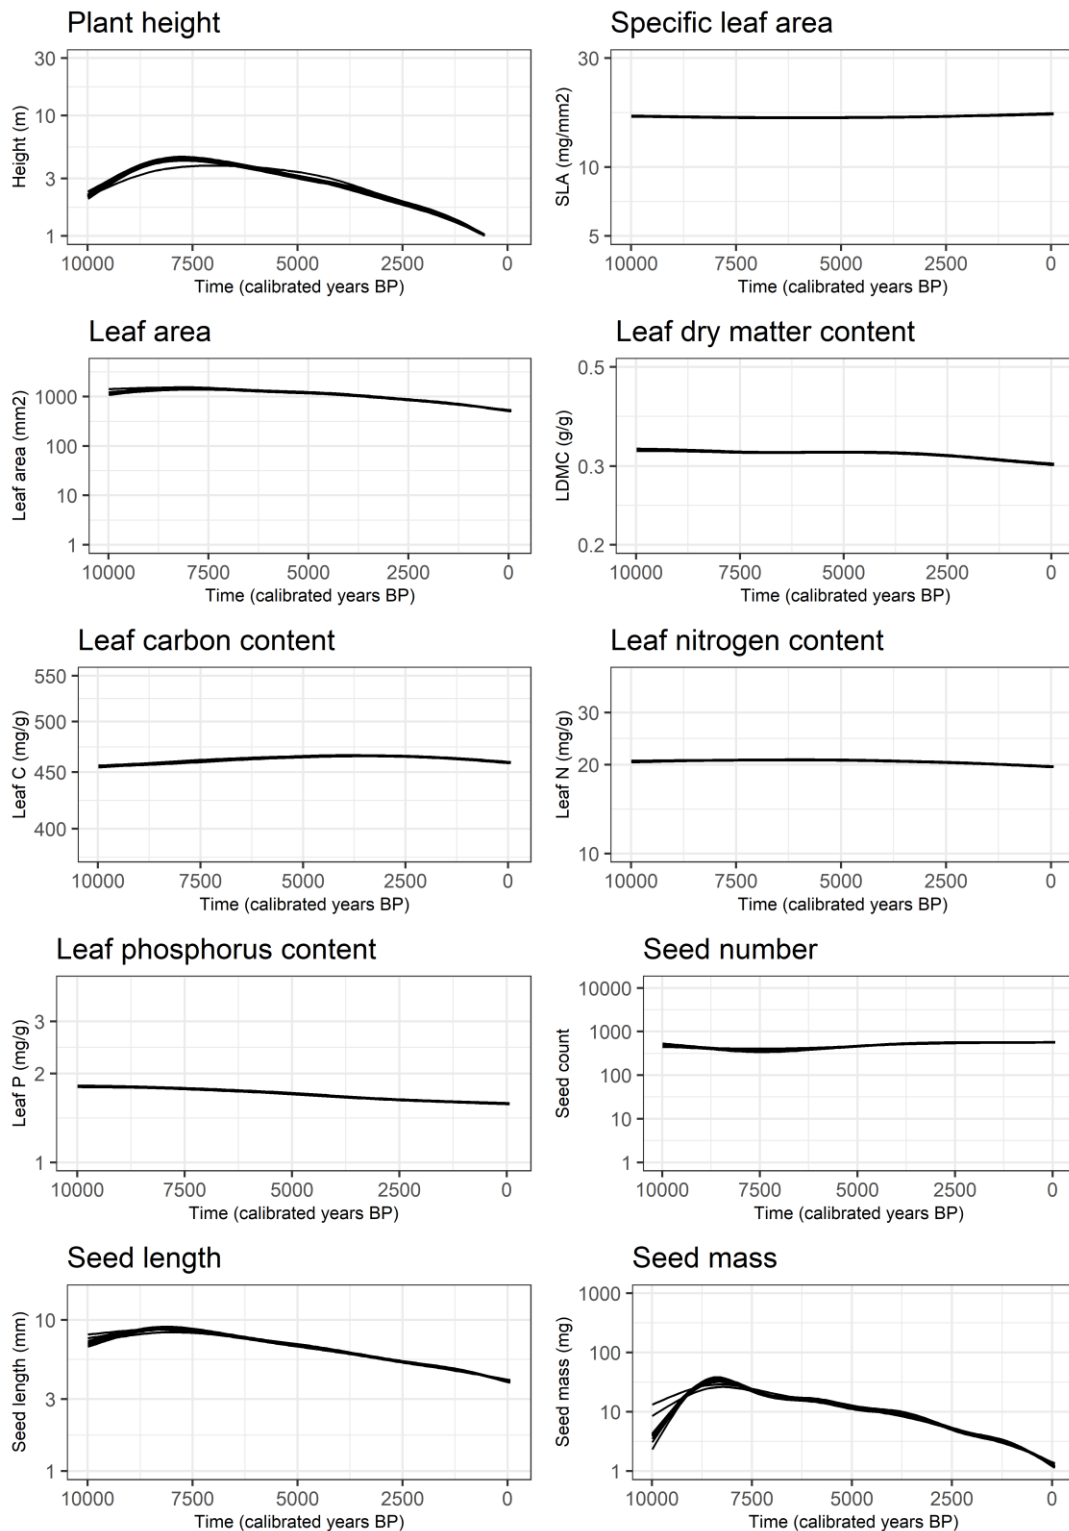 Plant height
Height (m)
30
10
3
1
10000 7500 5000 2500 0
Time (calibrated years BP)
Specific leaf area
SLA (mg/mm2)
30
10
5
10000 7500 5000 2500 0
Time (calibrated years BP)
Leaf area
Leaf area (mm2)
1000
100
10
1
10000 7500 5000 2500 0
Time (calibrated years BP)
Leaf dry matter content
LDMC (g/g)
0.5
0.3
0.2
10000 7500 5000 2500 0
Time (calibrated years BP)
Leaf carbon content
Leaf C (mg/g)
550
500
450
400
10000 7500 5000 2500 0
Time (calibrated years BP)
Leaf nitrogen content
Leaf N (mg/g)
30
20
10
10000 7500 5000 2500 0
Time (calibrated years BP)
Leaf phosphorus content
Leaf P (mg/g)
3
2
1
10000 7500 5000 2500 0
Time (calibrated years BP)
Seed number
Seed count
10000
1000
100
10
1
10000 7500 5000 2500 0
Time (calibrated years BP)
Seed length
Seed length (mm)
10
3
1
10000 7500 5000 2500 0
Time (calibrated years BP)
Seed mass
Seed mass (mg)
1000
100
10
1
10000 7500 5000 2500 0
Time (calibrated years BP)